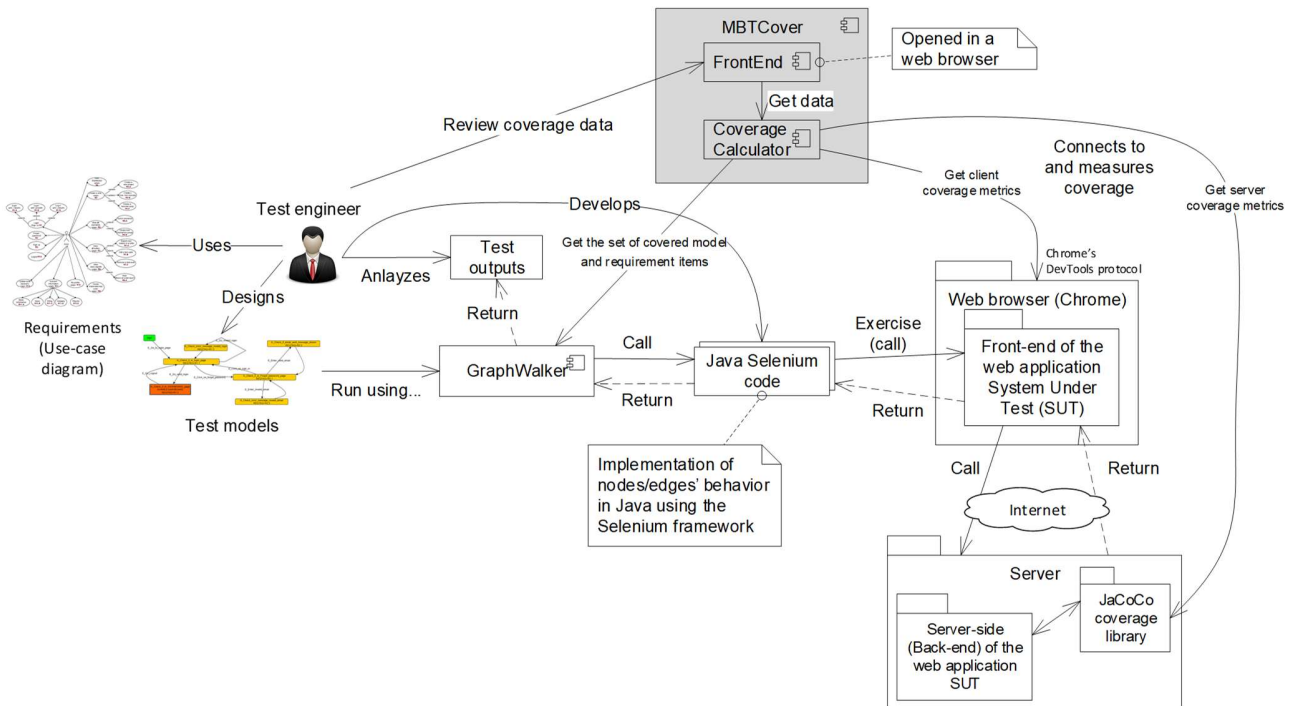 MBTCover
FrontEnd
Opened in a
web browser
Get data
Coverage
Calculator
Review coverage data
Connects to
and measures
coverage
Get client
coverage metrics
Get server
coverage metrics
Test engineer
Develops
Uses
Test
outputs
Anlayzes
Get the set of covered model
and requirement items
Chrome's
DevTools protocol
Designs
Return
Web browser (Chrome)
Requirements
(Use-case
diagram)
Exercise
(call)
Call
Front-end of the
web application
System Under
Test (SUT)
GraphWalker
Java Selenium
code
Run using...
Return
Return
Test models
Implementation of
nodes/edges' behavior
in Java using the
Selenium framework
Call
Return
Internet
Server
JaCoCo
coverage
library
Server-side
(Back-end) of the
web application
SUT